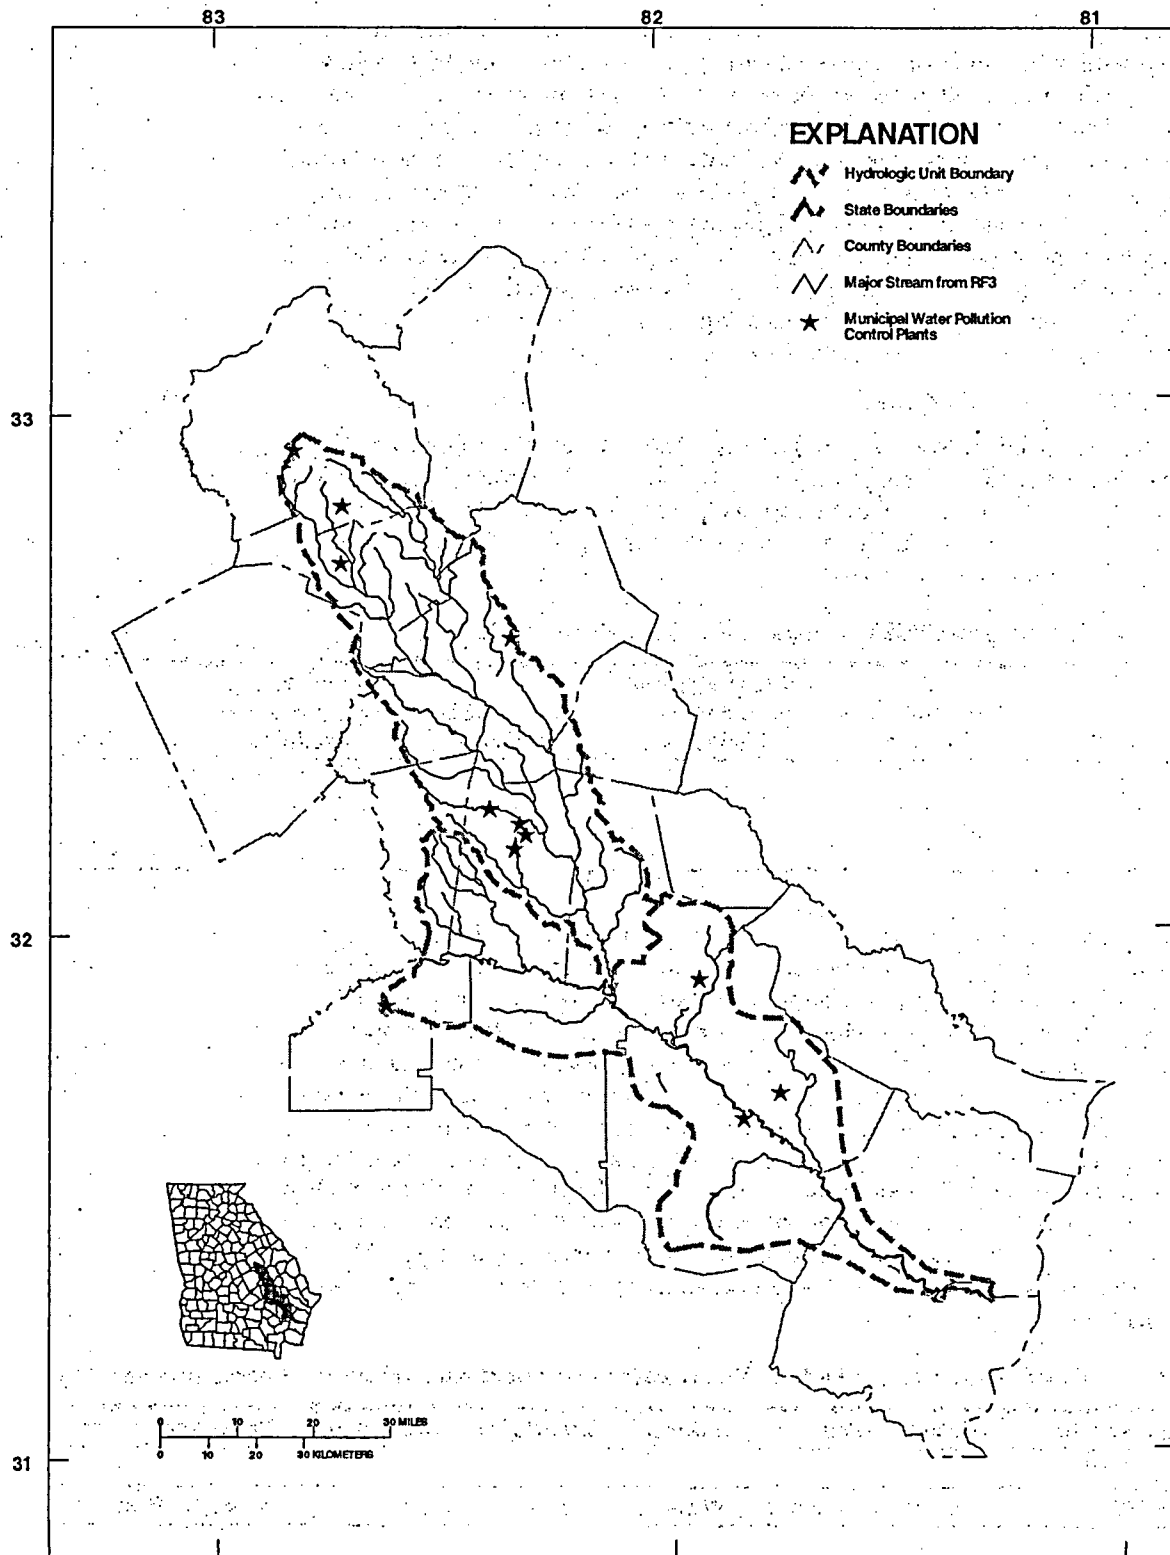 83 82 81
EXPLANATION
Hydrologic Unit Boundary
State Boundaries
County Boundaries
Major Stream from RF3
Municipal Water Pollution
Control Plants
33
32
31
0 10 20 30 MILES
0 10 20 30 KILOMETERS